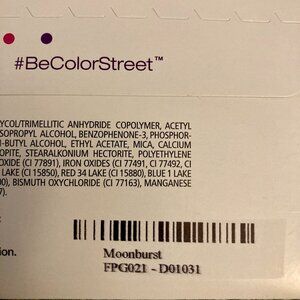 #BeColorStreet™
YCOL/TRIMELLITIC ANHYDRIDE COPOLYMER, ACETYL
SOPROPYL ALCOHOL, BENZOPHENONE-3, PHOSPHOR-
N-BUTYL ALCOHOL, ETHYL ACETATE, MICA, CALCIUM
OPITE, STEARALKONIUM HECTORITE, POLYETHYLENE
OXIDE (CI 77891), IRON OXIDES (CI 77491, CI 77492, CI
LAKE (CI 15850), RED 34 LAKE (CI 15880), BLUE 1 LAKE
00), BISMUTH OXYCHLORIDE (CI 77163), MANGANESE
7).
tion.
Moonburst
FPG021 - D01031